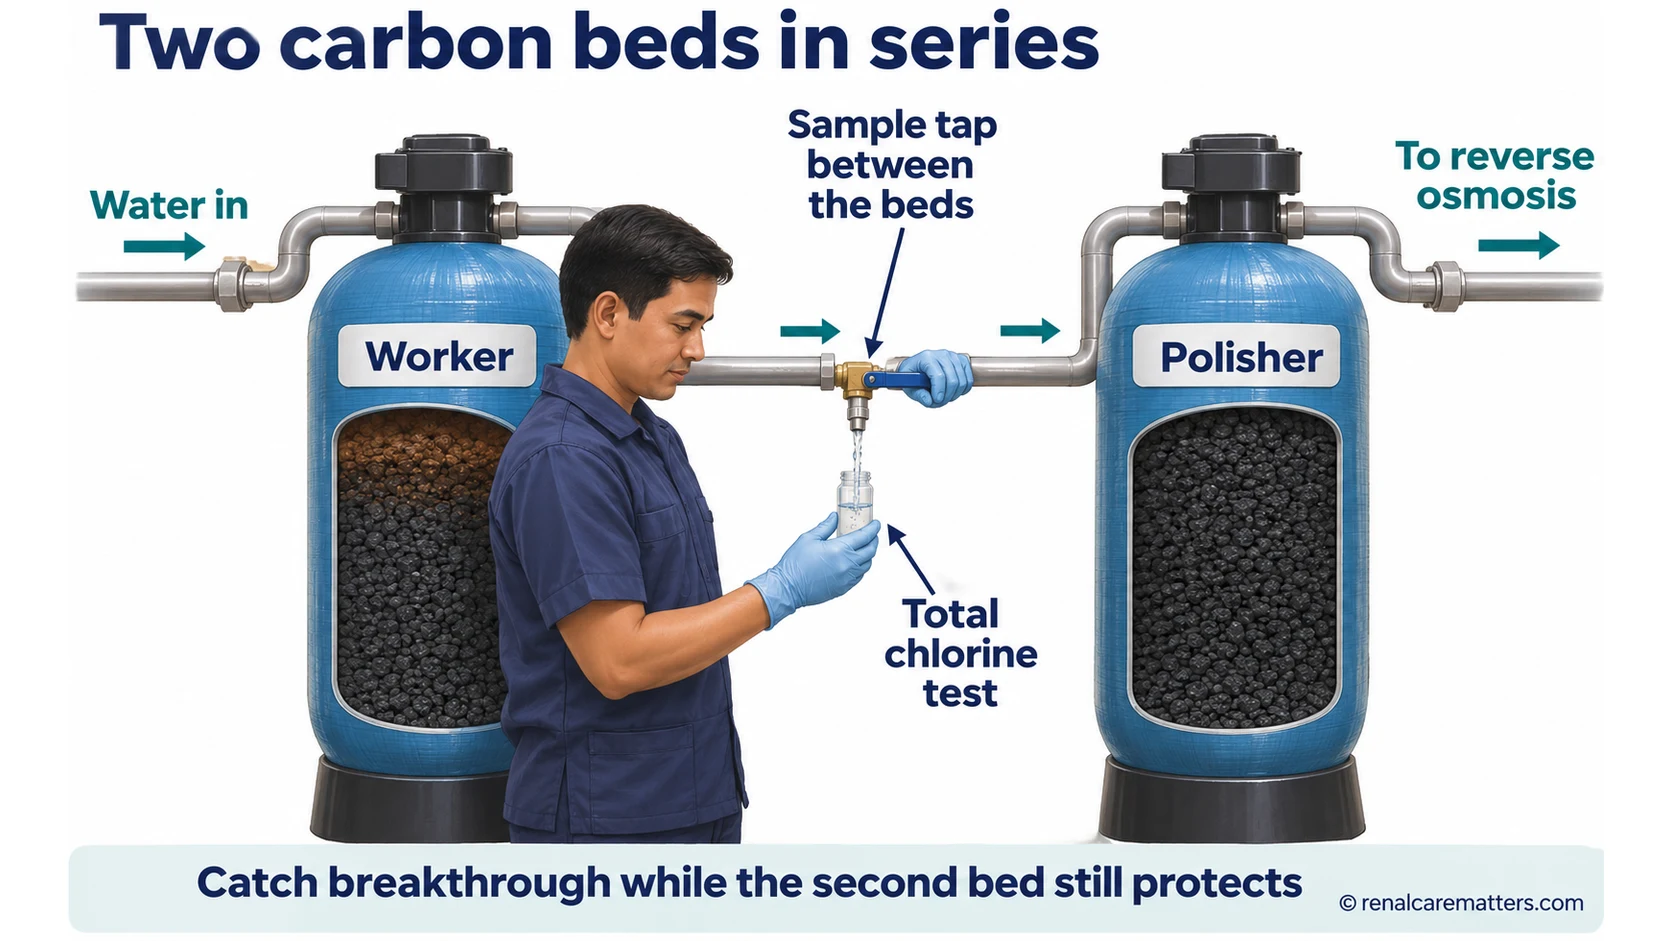 Two carbon beds in series
Sample tap
between
the beds
To reverse
osmosis
Water in
Worker
Polisher
Total
chlorine
test
Catch breakthrough while the second bed still protects
© renalcarematters.com